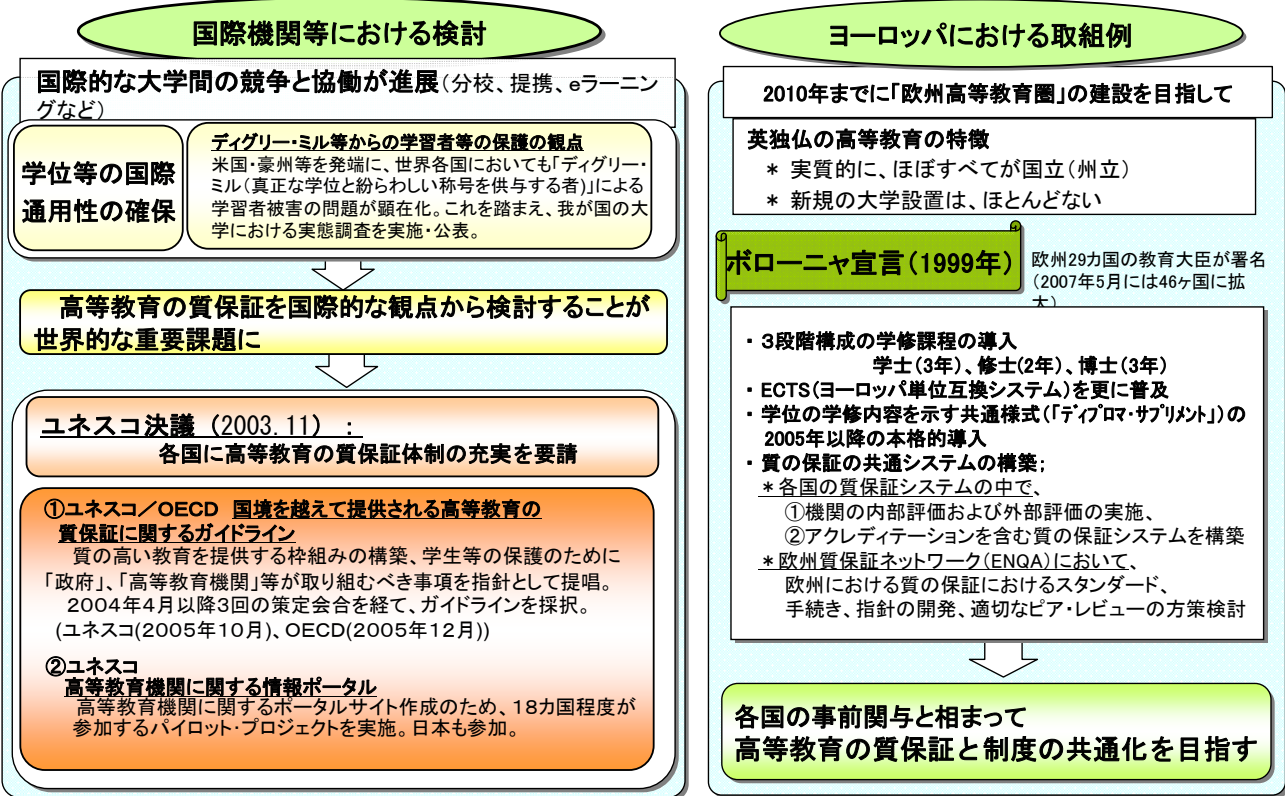 国際機関等における検討
国際的な大学間の競争と協働が進展(分校、提携、eラーニン
グなど)
学位等の国際
通用性の確保
ディグリー・ミル等からの学習者等の保護の観点
米国・豪州等を発端に、世界各国においても「ディグリー・
ミル(真正な学位と紛らわしい称号を供与する者)」による
学習者被害の問題が顕在化。これを踏まえ、我が国の大
学における実態調査を実施・公表。
高等教育の質保証を国際的な観点から検討することが
世界的な重要課題に
ユネスコ決議 (2003.11) :
各国に高等教育の質保証体制の充実を要請
①ユネスコ/OECD 国境を越えて提供される高等教育の
質保証に関するガイドライン
質の高い教育を提供する枠組みの構築、学生等の保護のために
「政府」、「高等教育機関」等が取り組むべき事項を指針として提唱。
2004年4月以降3回の策定会合を経て、ガイドラインを採択。
(ユネスコ(2005年10月)、OECD(2005年12月))
②ユネスコ
高等教育機関に関する情報ポータル
高等教育機関に関するポータルサイト作成のため、18カ国程度が
参加するパイロット・プロジェクトを実施。日本も参加。
ヨーロッパにおける取組例
2010年までに「欧州高等教育圏」の建設を目指して
英独仏の高等教育の特徴
* 実質的に、ほぼすべてが国立(州立)
* 新規の大学設置は、ほとんどない
ボローニャ宣言(1999年)
欧州29カ国の教育大臣が署名
(2007年5月には46ヶ国に拡
大)
・ 3段階構成の学修課程の導入
学士(3年)、修士(2年)、博士(3年)
・ ECTS(ヨーロッパ単位互換システム)を更に普及
・ 学位の学修内容を示す共通様式(「ディプロマ・サプリメント」)の
2005年以降の本格的導入
・ 質の保証の共通システムの構築;
*各国の質保証システムの中で、
①機関の内部評価および外部評価の実施、
②アクレディテーションを含む質の保証システムを構築
*欧州質保証ネットワーク(ENQA)において、
欧州における質の保証におけるスタンダード、
手続き、指針の開発、適切なピア・レビューの方策検討
各国の事前関与と相まって
高等教育の質保証と制度の共通化を目指す